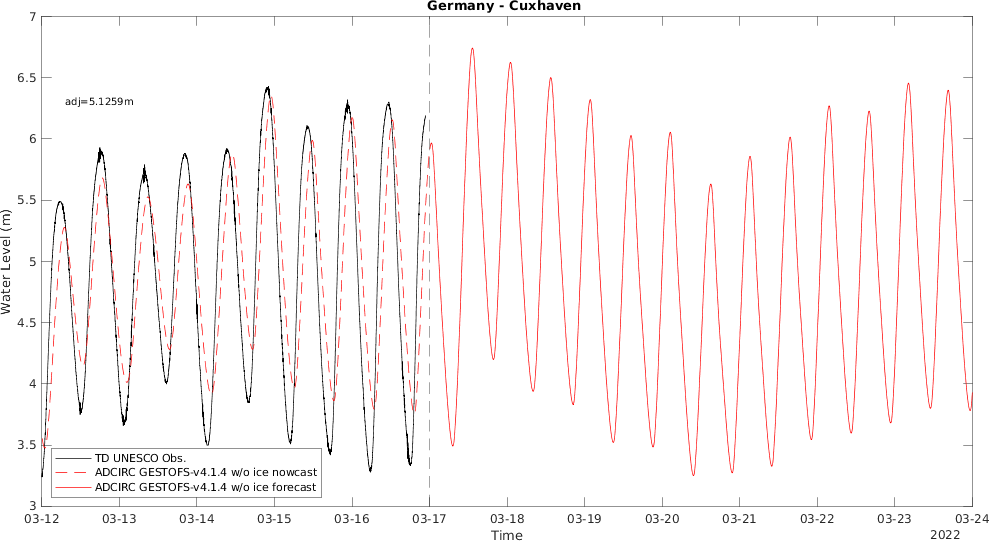 Germany - Cuxhaven
7
6.5
6
5.5
5
4.5
4
3.5
3
Water Level (m)
adj=5.1259m
TD UNESCO Obs.
ADCIRC GESTOFS-v4.1.4 w/o ice nowcast
ADCIRC GESTOFS-v4.1.4 w/o ice forecast
03-12 03-13 03-14 03-15 03-16 03-17 03-18 03-19 03-20 03-21 03-22 03-23 03-24
Time
2022